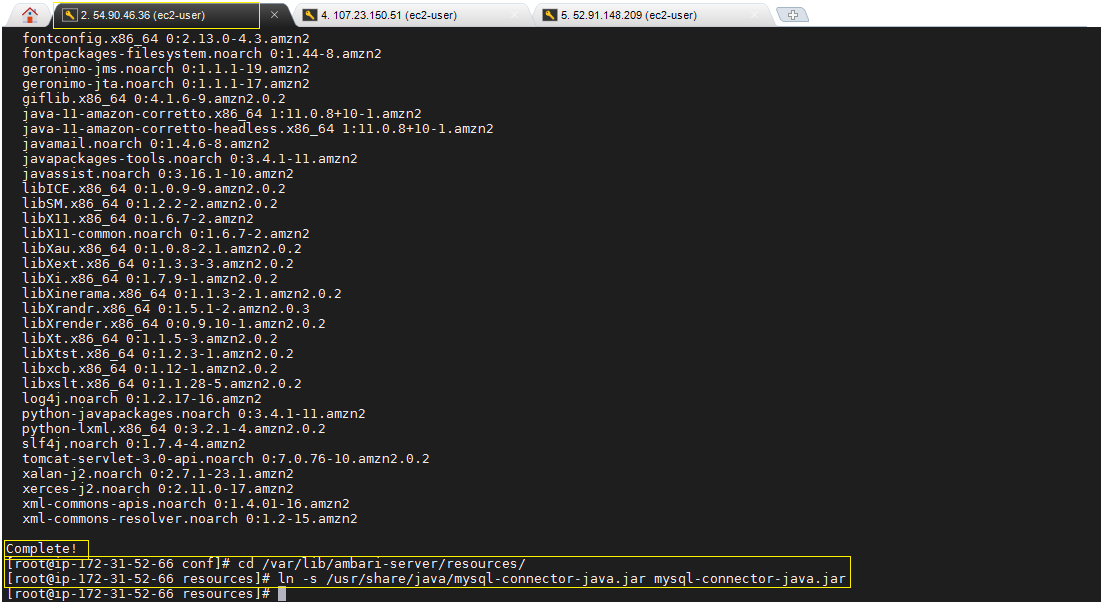 2. 54.90.46.36 (ec2-user)
4. 107.23.150.51 (ec2-user)
5. 52.91.148.209 (ec2-user)
fontconfig.x86_64 0:2.13.0-4.3.amzn2
fontpackages-filesystem.noarch 0:1.44-8.amzn2
geronimo-jms.noarch 0:1.1.1-19.amzn2
geronimo-jta.noarch 0:1.1.1-17.amzn2
giflib.x86_64 0:4.1.6-9.amzn2.0.2
java-11-amazon-corretto.x86_64 1:11.0.8+10-1.amzn2
java-11-amazon-corretto-headless.x86_64 1:11.0.8+10-1.amzn2
javamail.noarch 0:1.4.6-8.amzn2
javapackages-tools.noarch 0:3.4.1-11.amzn2
javassist.noarch 0:3.16.1-10.amzn2
libICE.x86_64 0:1.0.9-9.amzn2.0.2
libSM.x86_64 0:1.2.2-2.amzn2.0.2
libX11.x86_64 0:1.6.7-2.amzn2
libX11-common.noarch 0:1.6.7-2.amzn2
libXau.x86_64 0:1.0.8-2.1.amzn2.0.2
libXext.x86_64 0:1.3.3-3.amzn2.0.2
libXi.x86_64 0:1.7.9-1.amzn2.0.2
libXinerama.x86_64 0:1.1.3-2.1.amzn2.0.2
libXrandr.x86_64 0:1.5.1-2.amzn2.0.3
libXrender.x86_64 0:0.9.10-1.amzn2.0.2
libXt.x86_64 0:1.1.5-3.amzn2.0.2
libXtst.x86_64 0:1.2.3-1.amzn2.0.2
libxcb.x86_64 0:1.12-1.amzn2.0.2
libxslt.x86_64 0:1.1.28-5.amzn2.0.2
log4j.noarch 0:1.2.17-16.amzn2
python-javapackages.noarch 0:3.4.1-11.amzn2
python-lxml.x86_64 0:3.2.1-4.amzn2.0.2
slf4j.noarch 0:1.7.4-4.amzn2
tomcat-servlet-3.0-api.noarch 0:7.0.76-10.amzn2.0.2
xalan-j2.noarch 0:2.7.1-23.1.amzn2
xerces-j2.noarch 0:2.11.0-17.amzn2
xml-commons-apis.noarch 0:1.4.01-16.amzn2
xml-commons-resolver.noarch 0:1.2-15.amzn2
Complete!
[root@ip-172-31-52-66 conf]# cd /var/lib/ambari-server/resources/
[root@ip-172-31-52-66 resources]# ln -s /usr/share/java/mysql-connector-java.jar mysql-connector-java.jar
[root@ip-172-31-52-66 resources]#